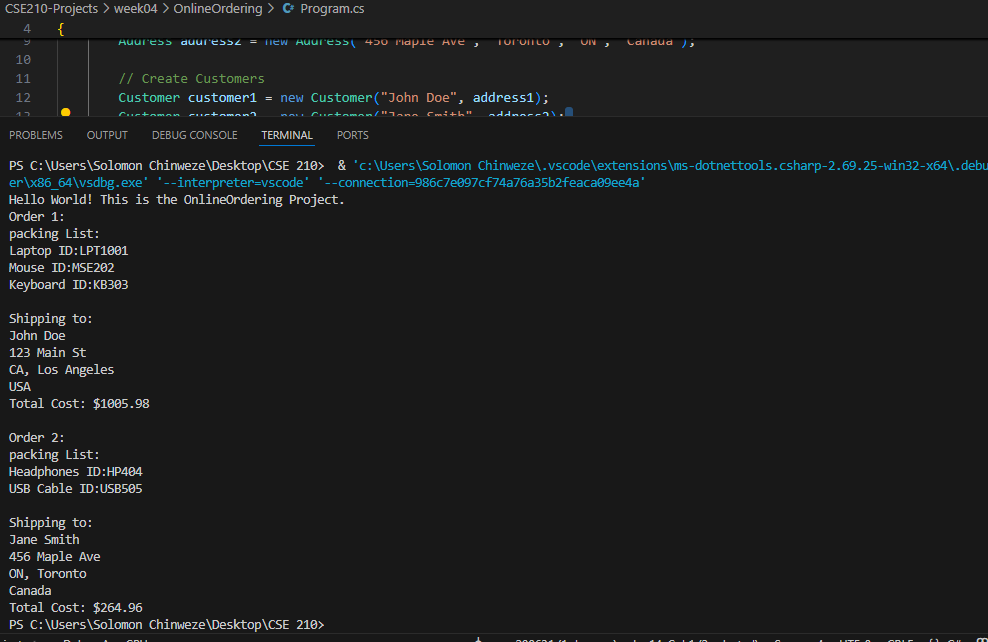 CSE210-Projects > week04 > OnlineOrdering > Program.cs
4 {
9 Address address2 = new Address("456 Maple Ave", "Toronto", "ON", "Canada");
10
11 // Create Customers
12 Customer customer1 = new Customer("John Doe", address1);
13 Customer customer2 = new Customer("Jane Smith", address2);
PROBLEMS OUTPUT DEBUG CONSOLE TERMINAL PORTS
PS C:\Users\Solomon Chinweze\Desktop\CSE 210> & 'c:\Users\Solomon Chinweze\.vscode\extensions\ms-dotnettools.csharp-2.69.25-win32-x64\.debu
er\x86_64\vsdbg.exe' '--interpreter=vscode' '--connection=986c7e097cf74a76a35b2feaca09ee4a'
Hello World! This is the OnlineOrdering Project.
Order 1:
packing List:
Laptop ID:LPT1001
Mouse ID:MSE202
Keyboard ID:KB303
Shipping to:
John Doe
123 Main St
CA, Los Angeles
USA
Total Cost: $1005.98
Order 2:
packing List:
Headphones ID:HP404
USB Cable ID:USB505
Shipping to:
Jane Smith
456 Maple Ave
ON, Toronto
Canada
Total Cost: $264.96
PS C:\Users\Solomon Chinweze\Desktop\CSE 210>